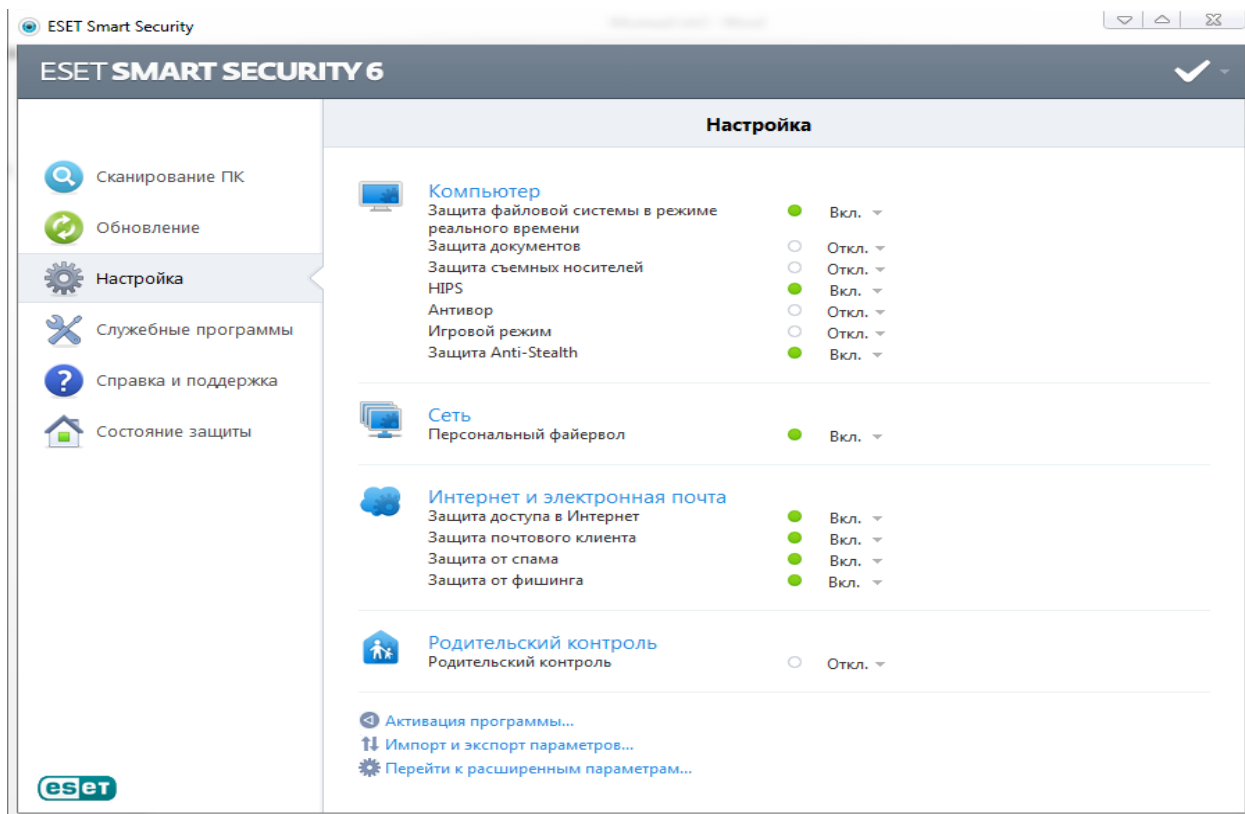 ESET Smart Security
ESET SMART SECURITY 6
Настройка
Сканирование ПК
Обновление
Настройка
Служебные программы
Справка и поддержка
Состояние защиты
Компьютер
Защита файловой системы в режиме
реального времени
Вкл.
Защита документов Откл.
Защита съемных носителей Откл.
HIPS Вкл.
Антивор Откл.
Игровой режим Откл.
Защита Anti-Stealth Вкл.
Сеть
Персональный файервол Вкл.
Интернет и электронная почта
Защита доступа в Интернет Вкл.
Защита почтового клиента Вкл.
Защита от спама Вкл.
Защита от фишинга Вкл.
Родительский контроль
Родительский контроль Откл.
Активация программы...
Импорт и экспорт параметров...
Перейти к расширенным параметрам...
eseT